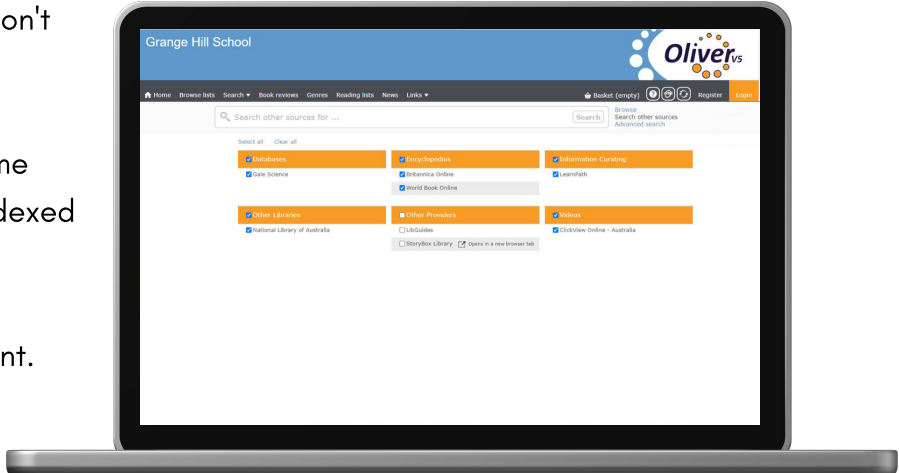 on't
ne
dexed
nt.
Grange Hill School
Oliver v5
Home Browse lists Search Book reviews Genres Reading lists News Links Basket (empty) Register Login
Search other sources for ... Search
Browse
Search other sources
Advanced search
Select all Clear all
Databases Encyclopedias Information Curating
Gale Science Britannica Online LearnPath
World Book Online
Other Libraries Other Providers Videos
National Library of Australia LibGuides ClickView Online - Australia
StoryBox Library Opens in a new browser tab